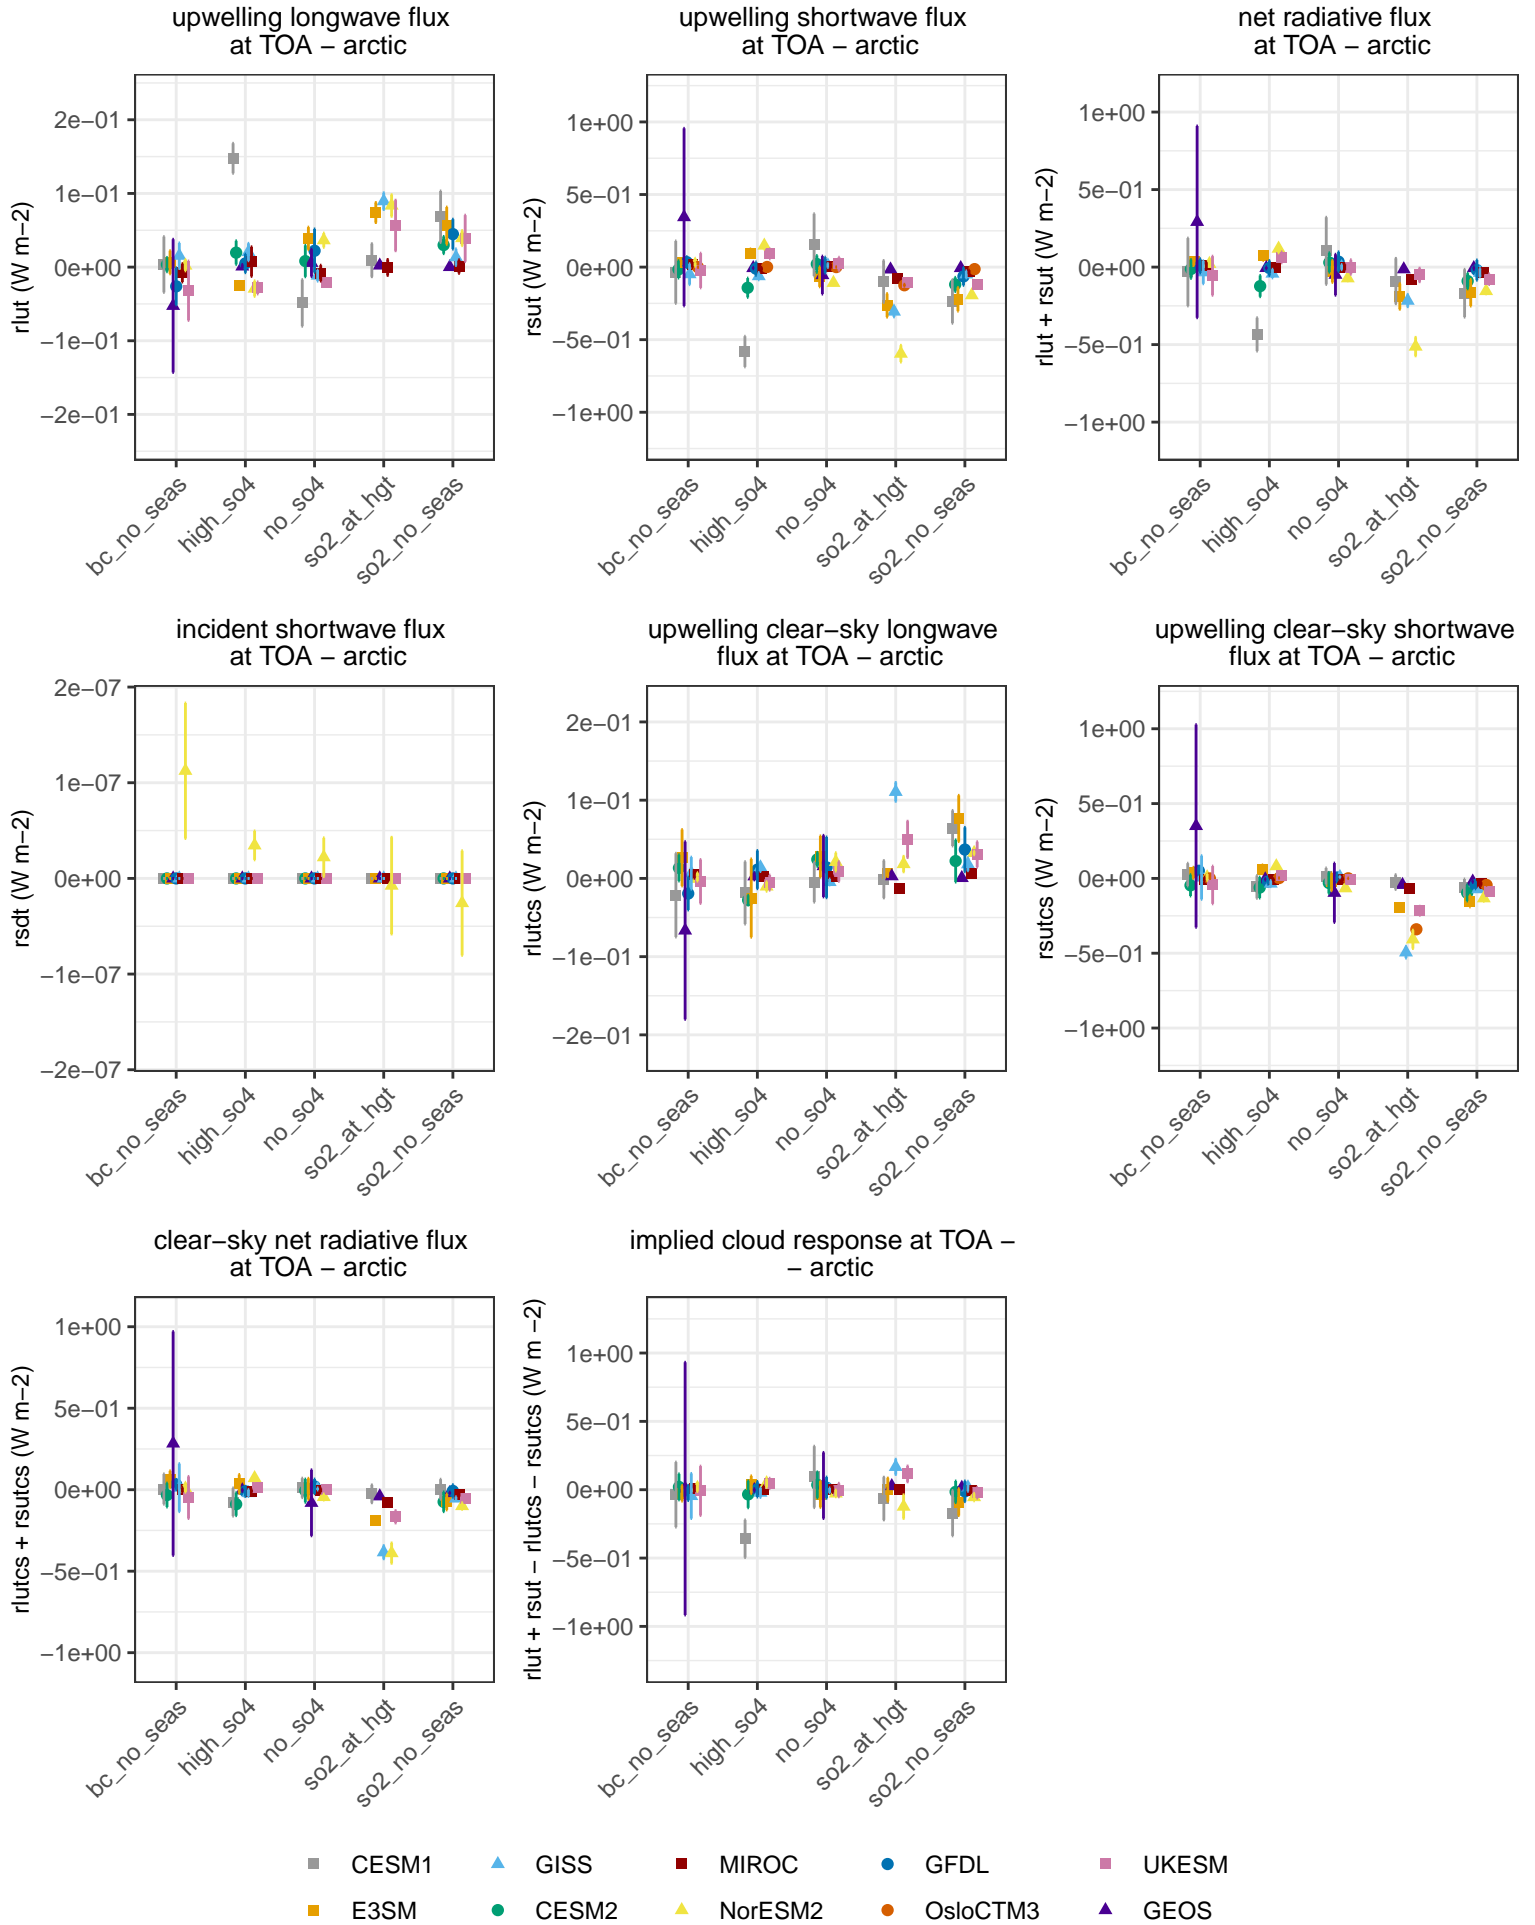 upwelling longwave flux
at TOA − arctic
rlut (W m−2)
2e−01
1e−01
0e+00
−1e−01
−2e−01
bc_no_seas
high_so4
no_so4
so2_at_hgt
so2_no_seas
upwelling shortwave flux
at TOA − arctic
rsut (W m−2)
1e+00
5e−01
0e+00
−5e−01
−1e+00
bc_no_seas
high_so4
no_so4
so2_at_hgt
so2_no_seas
net radiative flux
at TOA − arctic
rlut + rsut (W m−2)
1e+00
5e−01
0e+00
−5e−01
−1e+00
bc_no_seas
high_so4
no_so4
so2_at_hgt
so2_no_seas
incident shortwave flux
at TOA − arctic
rsdt (W m−2)
2e−07
1e−07
0e+00
−1e−07
−2e−07
bc_no_seas
high_so4
no_so4
so2_at_hgt
so2_no_seas
upwelling clear−sky longwave
flux at TOA − arctic
rlutcs (W m−2)
2e−01
1e−01
0e+00
−1e−01
−2e−01
bc_no_seas
high_so4
no_so4
so2_at_hgt
so2_no_seas
upwelling clear−sky shortwave
flux at TOA − arctic
rsutcs (W m−2)
1e+00
5e−01
0e+00
−5e−01
−1e+00
bc_no_seas
high_so4
no_so4
so2_at_hgt
so2_no_seas
clear−sky net radiative flux
at TOA − arctic
rlutcs + rsutcs (W m−2)
1e+00
5e−01
0e+00
−5e−01
−1e+00
bc_no_seas
high_so4
no_so4
so2_at_hgt
so2_no_seas
implied cloud response at TOA −
− arctic
rlut + rsut − rlutcs − rsutcs (W m −2)
1e+00
5e−01
0e+00
−5e−01
−1e+00
bc_no_seas
high_so4
no_so4
so2_at_hgt
so2_no_seas
CESM1 GISS MIROC GFDL UKESM
E3SM CESM2 NorESM2 OsloCTM3 GEOS